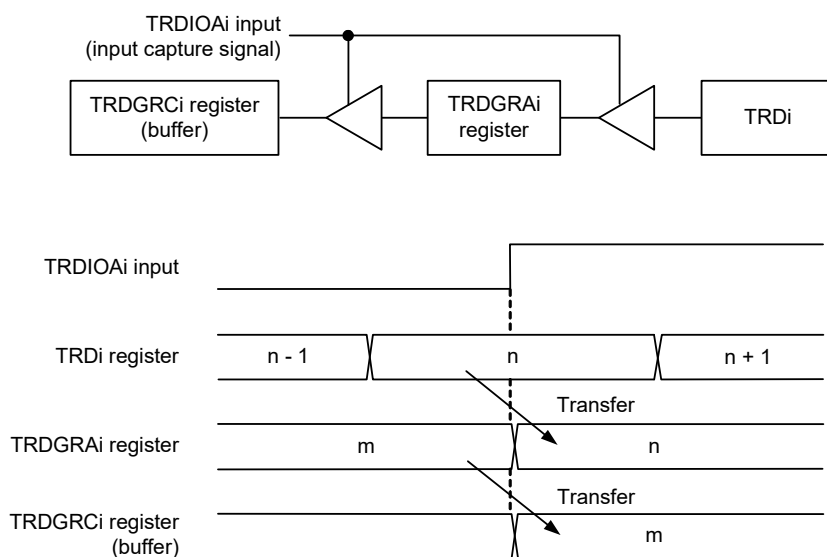 TRDIOAi input
(input capture signal)
TRDGRCi register
(buffer)
TRDGRAi
register
TRDi
TRDIOAi input
TRDi register
n - 1
n
n + 1
Transfer
TRDGRAi register
m
n
Transfer
TRDGRCi register
(buffer)
m